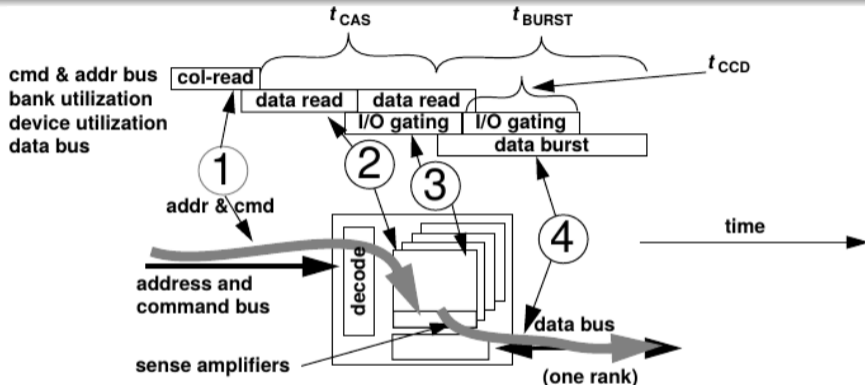 tCAS
tBURST
tCCD
cmd & addr bus
col-read
bank utilization
data read
data read
device utilization
I/O gating
I/O gating
data bus
data burst
1
2
3
4
addr & cmd
time
decode
address and
command bus
data bus
sense amplifiers
(one rank)